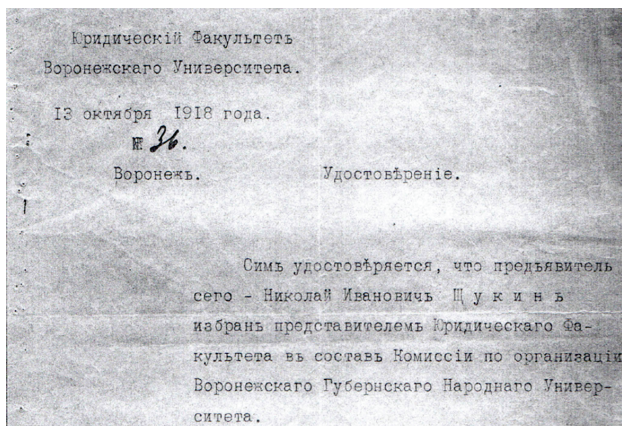 Юридическій Факультетъ
Воронежскаго Университета.
13 октября 1918 года.
№ 36.
Воронежъ. Удостовѣреніе.
Симъ удостовѣряется, что предъявитель
сего - Николай Ивановичъ Щ у к и н ъ
избранъ представителемъ Юридическаго Фа-
культета въ составъ Комиссіи по организаціи
Воронежскаго Губернскаго Народнаго Универ-
ситета.